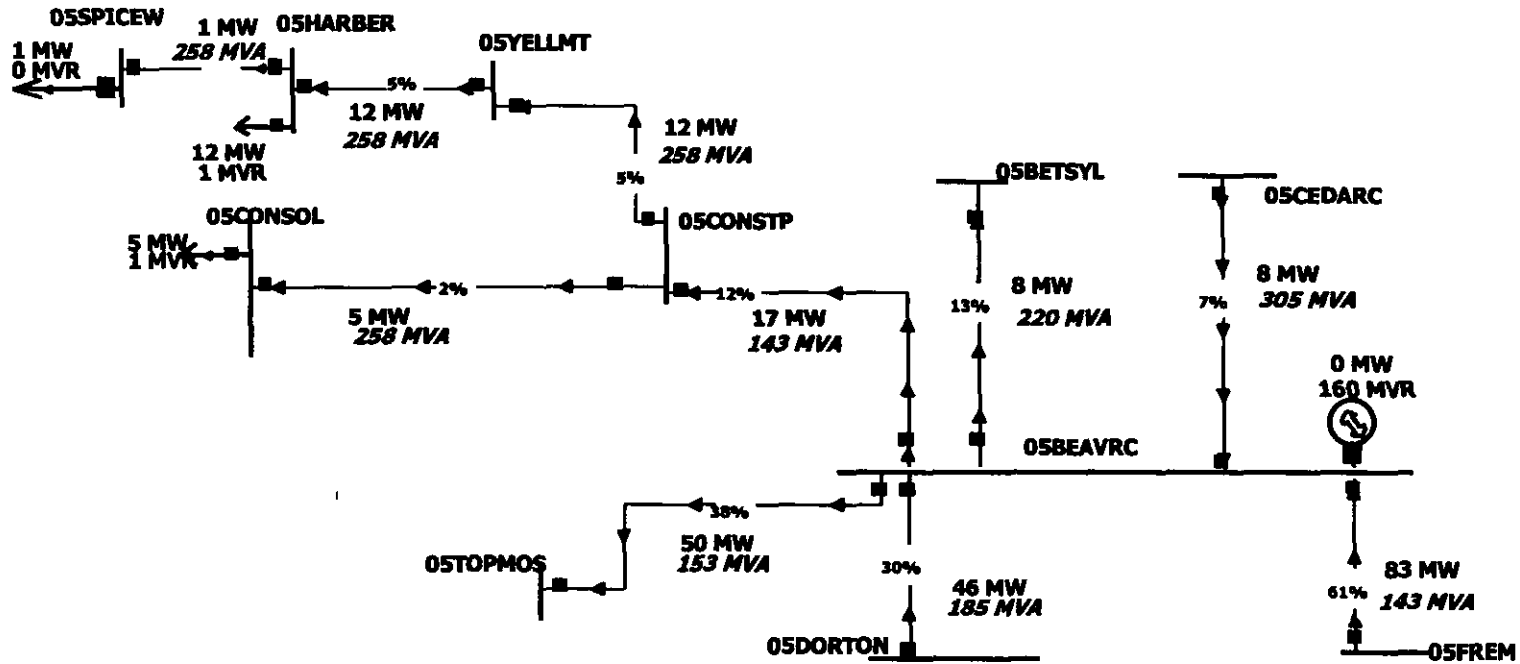 05SPICEW
1 MW
258 MVA
05HARBER
1 MW
0 MVR
05YELLMT
5%
12 MW
258 MVA
12 MW
1 MVR
12 MW
258 MVA
5%
05CONSOL
05CONSTP
5 MW
1 MVR
2%
5 MW
258 MVA
12%
17 MW
143 MVA
05BETSYL
13%
8 MW
220 MVA
05CEDARC
7%
8 MW
305 MVA
0 MW
160 MVR
05BEAVRC
38%
50 MW
153 MVA
05TOPMOS
30%
46 MW
185 MVA
05DORTON
61%
83 MW
143 MVA
05FREM